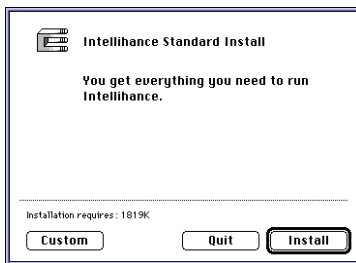 Intellihance Standard Install
You get everything you need to run
Intellihance.
Installation requires: 1819K
Custom
Quit
Install